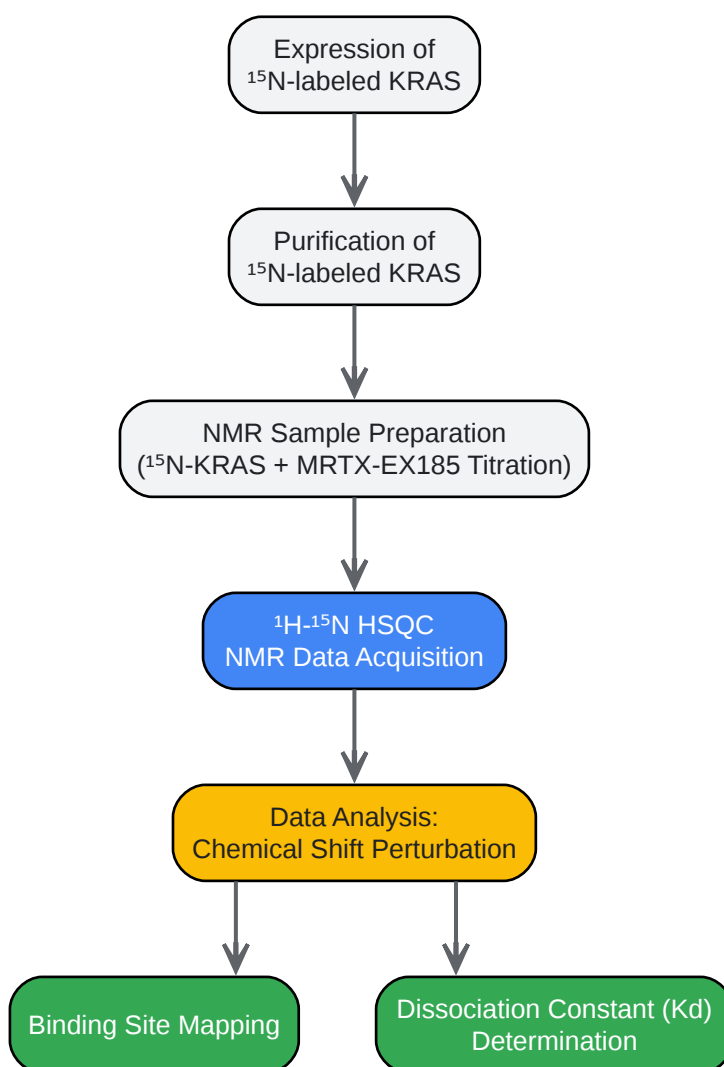 Expression of
¹⁵N-labeled KRAS
Purification of
¹⁵N-labeled KRAS
NMR Sample Preparation
(¹⁵N-KRAS + MRTX-EX185 Titration)
¹H-¹⁵N HSQC
NMR Data Acquisition
Data Analysis:
Chemical Shift Perturbation
Binding Site Mapping
Dissociation Constant (Kd)
Determination